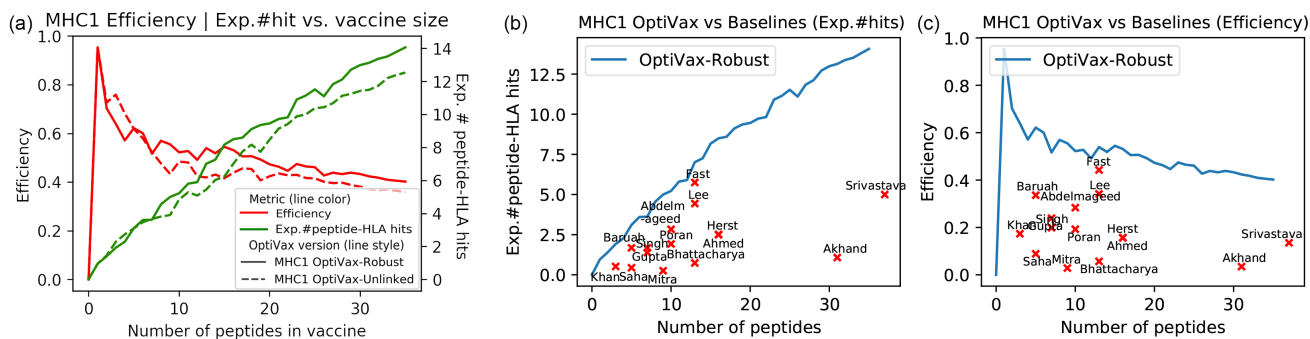 (a)
MHC1 Efficiency | Exp.#hit vs. vaccine size
1.0
0.8
0.6
0.4
0.2
0.0
Efficiency
14
12
10
8
6
4
2
0
Exp. # peptide-HLA hits
Metric (line color)
Efficiency
Exp.#peptide-HLA hits
OptiVax version (line style)
MHC1 OptiVax-Robust
MHC1 OptiVax-Unlinked
0 10 20 30
Number of peptides in vaccine
(b)
MHC1 OptiVax vs Baselines (Exp.#hits)
OptiVax-Robust
12.5
10.0
7.5
5.0
2.5
0.0
Exp.#peptide-HLA hits
Fast
Lee
Srivastava
Abdelm
-ageed
Baruah
Singh
Poran
Herst
Gupta
Ahmed
Bhattacharya
Akhand
Khan
Saha
Mitra
0 10 20 30
Number of peptides
(c)
MHC1 OptiVax vs Baselines (Efficiency)
OptiVax-Robust
1.0
0.8
0.6
0.4
0.2
0.0
Efficiency
Fast
Baruah
Lee
Abdelmageed
Khan
Singh
Gupta
Poran
Herst
Ahmed
Srivastava
Saha
Mitra
Bhattacharya
Akhand
0 10 20 30
Number of peptides